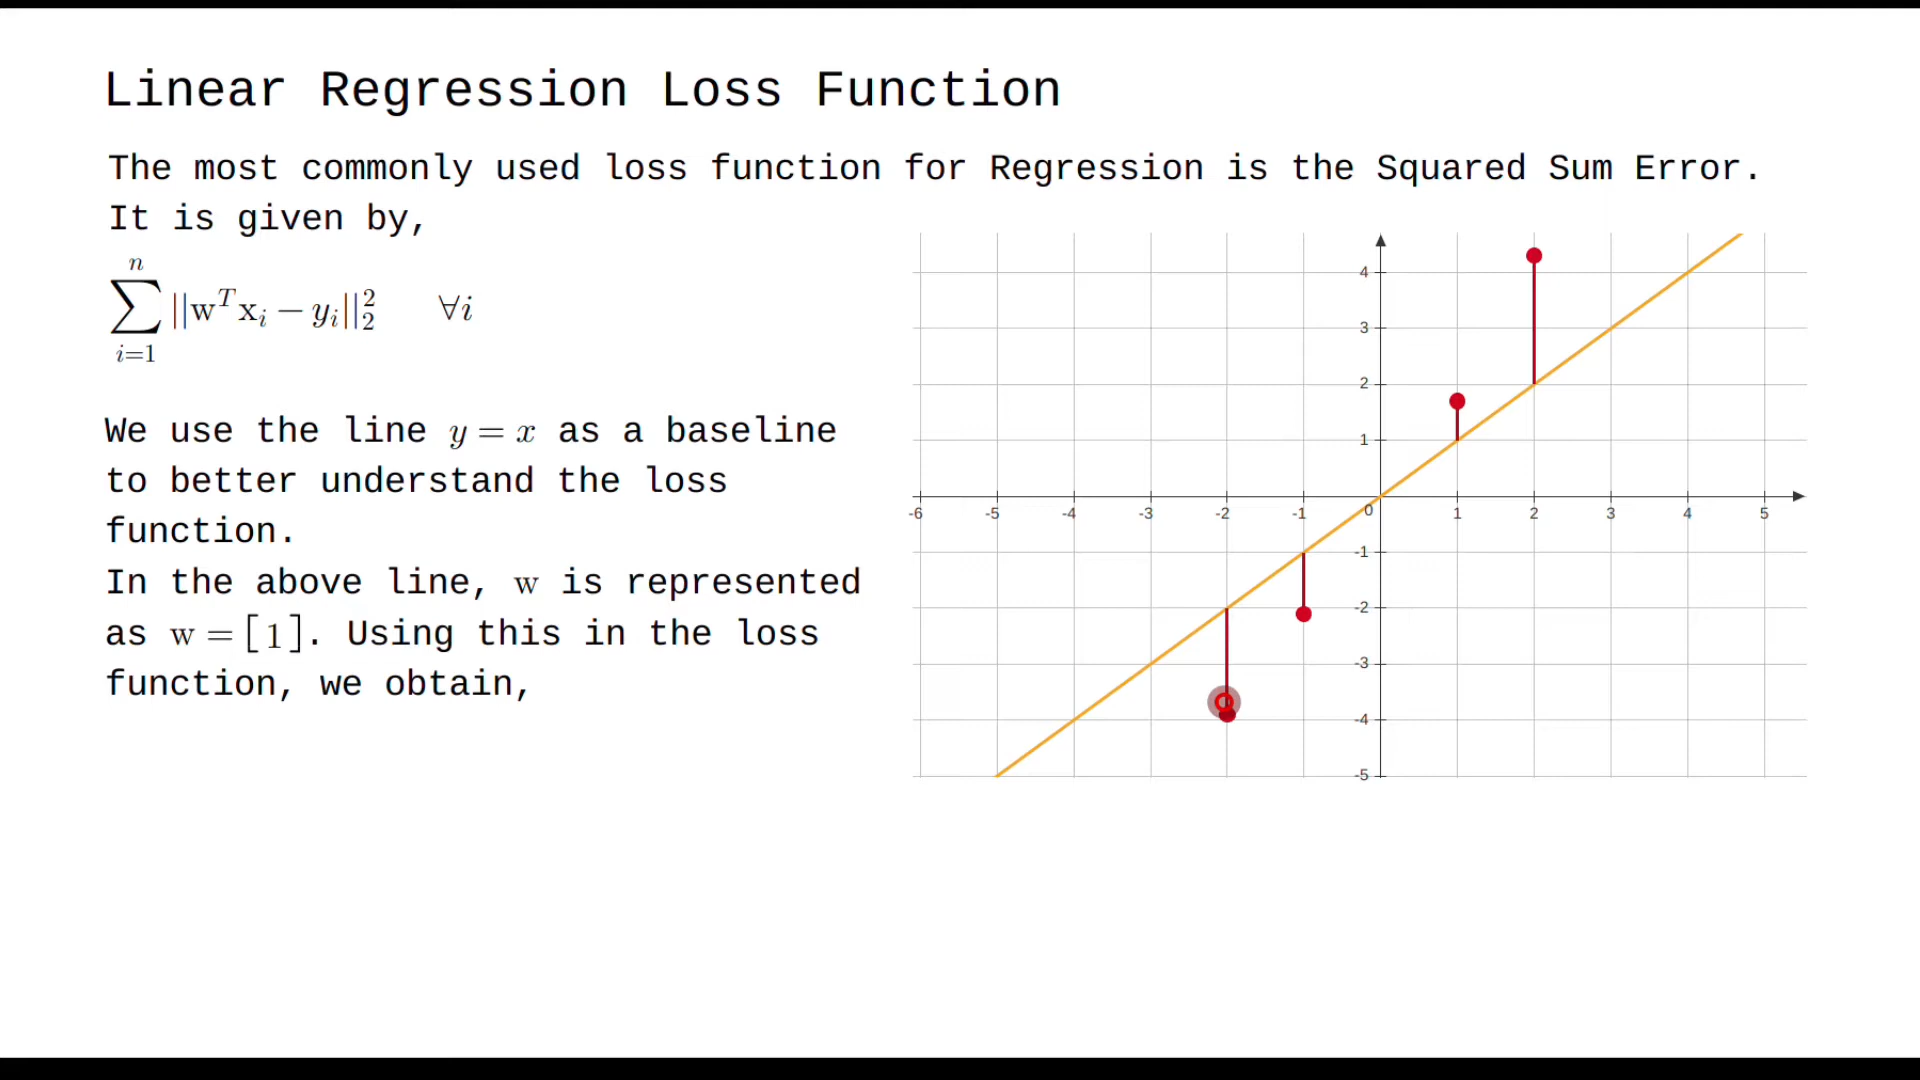 Linear Regression Loss Function
The most commonly used loss function for Regression is the Squared Sum Error.
It is given by,
n
∑ ||w^T x_i − y_i||_2^2 ∀i
i=1
We use the line y = x as a baseline
to better understand the loss
function.
In the above line, w is represented
as w = [1]. Using this in the loss
function, we obtain,
4
3
2
1
-6 -5 -4 -3 -2 -1 0 1 2 3 4 5
-1
-2
-3
-4
-5